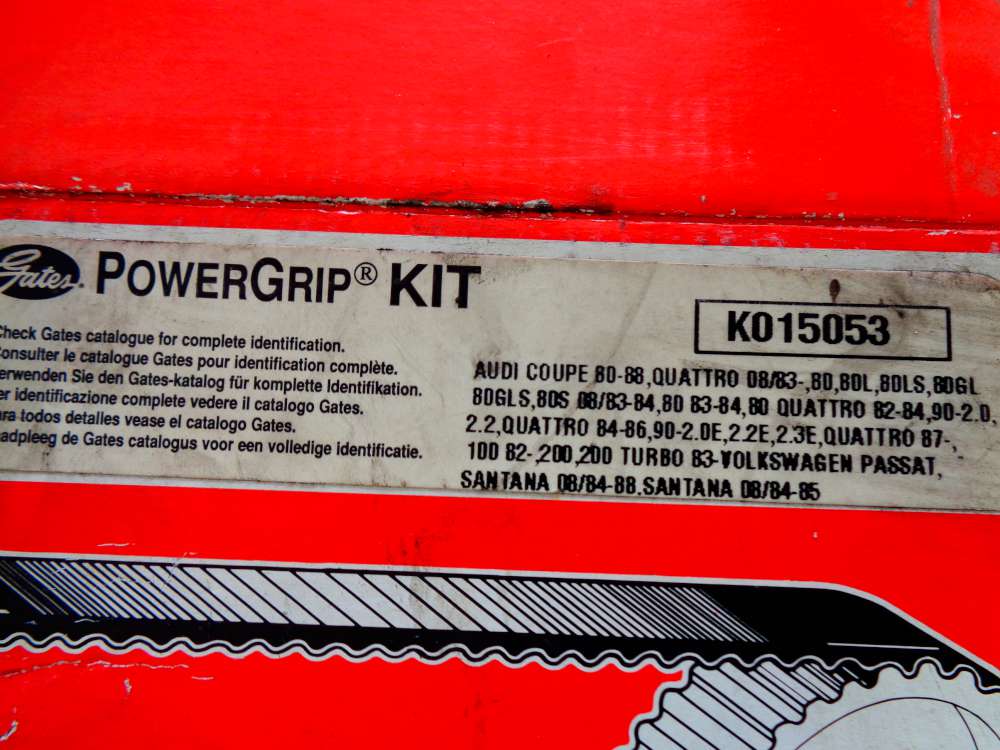 Gates POWERGRIP® KIT
K015053
Check Gates catalogue for complete identification.
Consulter le catalogue Gates pour identification complète.
Verwenden Sie den Gates-katalog für komplette Identifikation.
Per identificazione complete vedere il catalogo Gates.
Para todos detalles vease el catalogo Gates.
Raadpleeg de Gates catalogus voor een volledige identificatie.
AUDI COUPE 80-88,QUATTRO 08/83-,80,80L,80LS,80GL
80GLS,80S 08/83-84,80 83-84,80 QUATTRO 82-84,90-2.0,
2.2,QUATTRO 84-86,90-2.0E,2.2E,2.3E,QUATTRO 87-,
100 82-,200,200 TURBO 83-VOLKSWAGEN PASSAT,
SANTANA 08/84-88.SANTANA 08/84-85